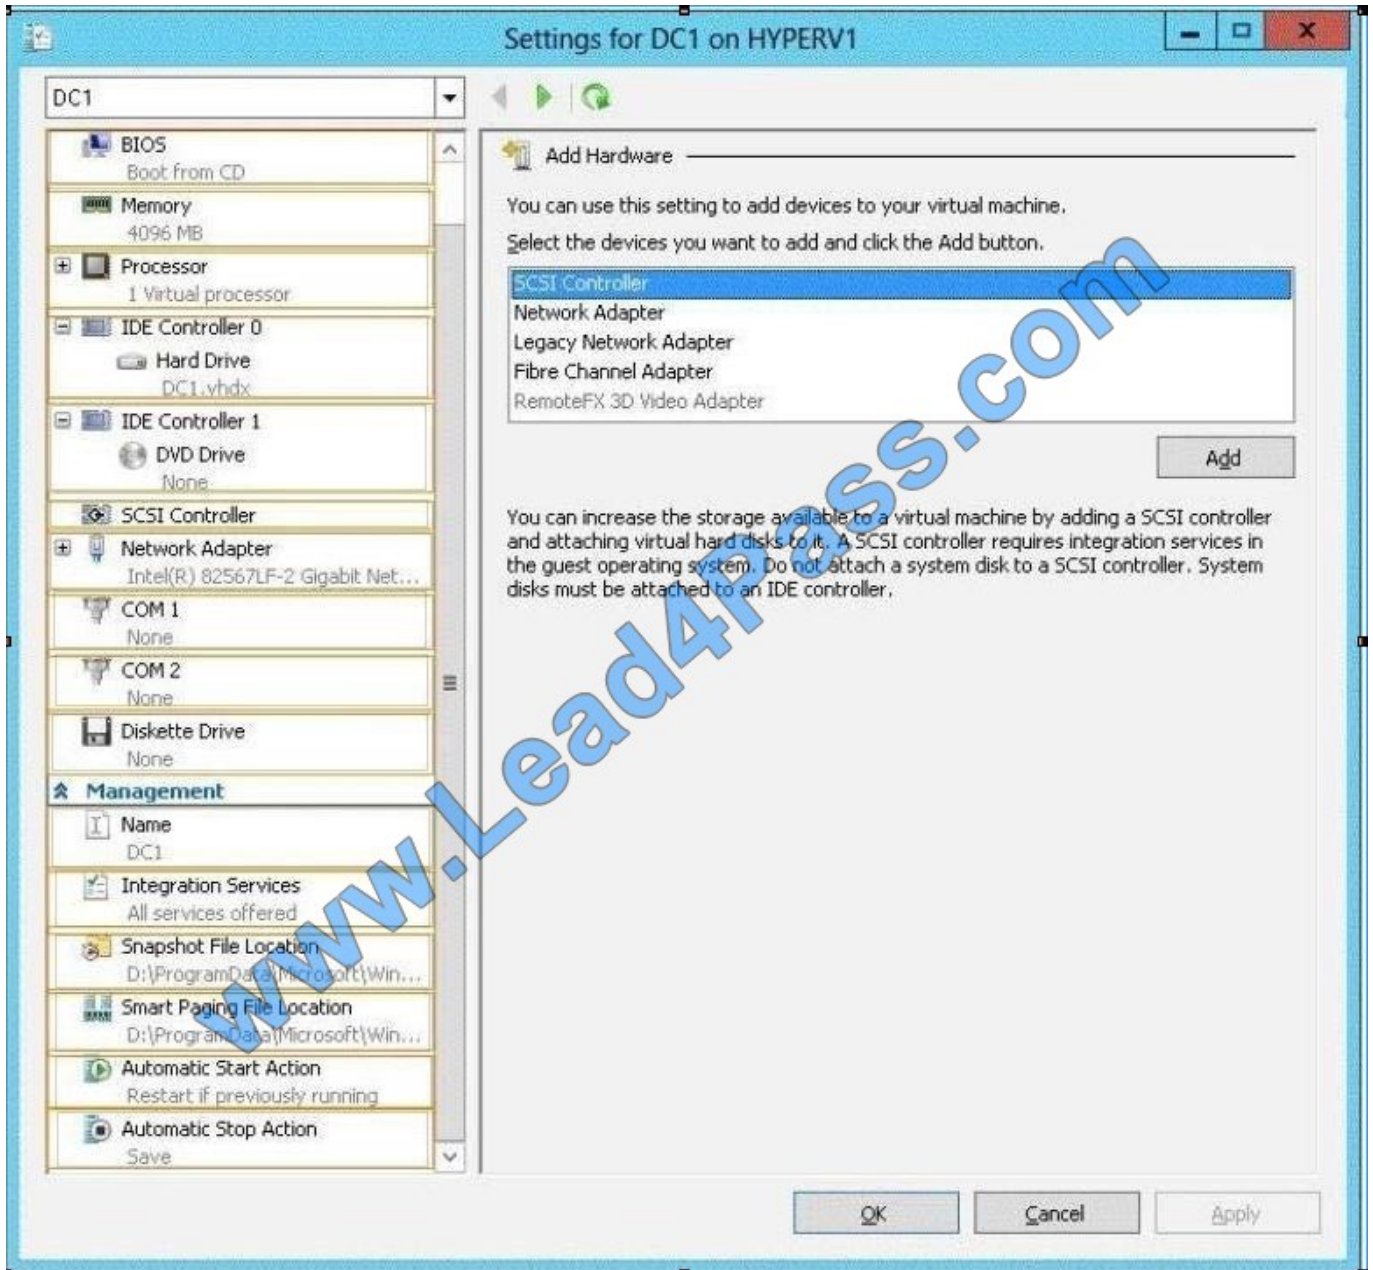 Settings for DC1 on HYPERV1
DC1
BIOS
Boot from CD
Memory
4096 MB
Processor
1 Virtual processor
IDE Controller 0
Hard Drive
DC1.vhdx
IDE Controller 1
DVD Drive
None
SCSI Controller
Network Adapter
Intel(R) 82567LF-2 Gigabit Net...
COM 1
None
COM 2
None
Diskette Drive
None
Management
Name
DC1
Integration Services
All services offered
Snapshot File Location
D:\ProgramData\Microsoft\Win...
Smart Paging File Location
D:\ProgramData\Microsoft\Win...
Automatic Start Action
Restart if previously running
Automatic Stop Action
Save
Add Hardware
You can use this setting to add devices to your virtual machine.
Select the devices you want to add and click the Add button.
SCSI Controller
Network Adapter
Legacy Network Adapter
Fibre Channel Adapter
RemoteFX 3D Video Adapter
Add
You can increase the storage available to a virtual machine by adding a SCSI controller
and attaching virtual hard disks to it. A SCSI controller requires integration services in
the guest operating system. Do not attach a system disk to a SCSI controller. System
disks must be attached to an IDE controller.
OK
Cancel
Apply
www.Lead4Pass.com